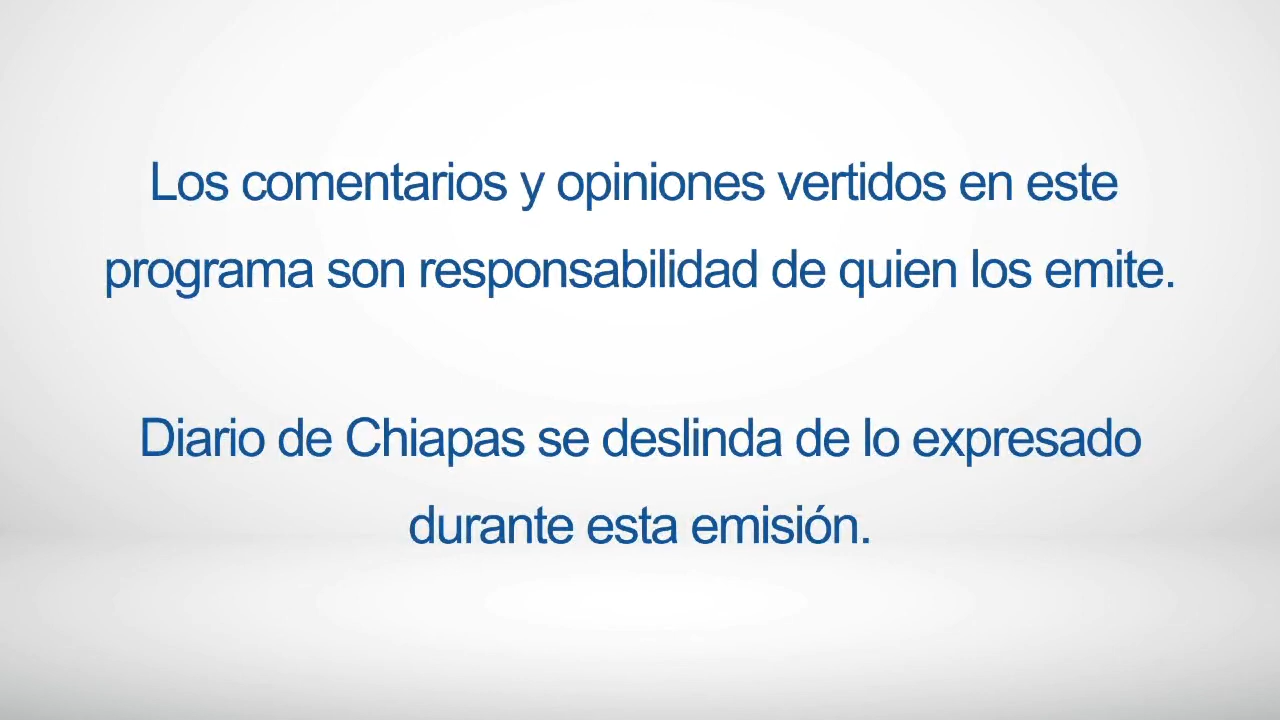 Los comentarios y opiniones vertidos en este
programa son responsabilidad de quien los emite.
Diario de Chiapas se deslinda de lo expresado
durante esta emisión.